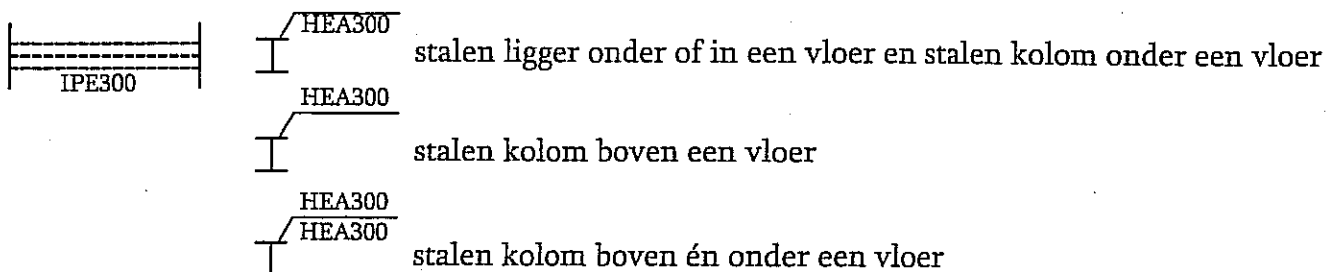 HEA300
stalen ligger onder of in een vloer en stalen kolom onder een vloer
IPE300
HEA300
stalen kolom boven een vloer
HEA300
HEA300
stalen kolom boven én onder een vloer